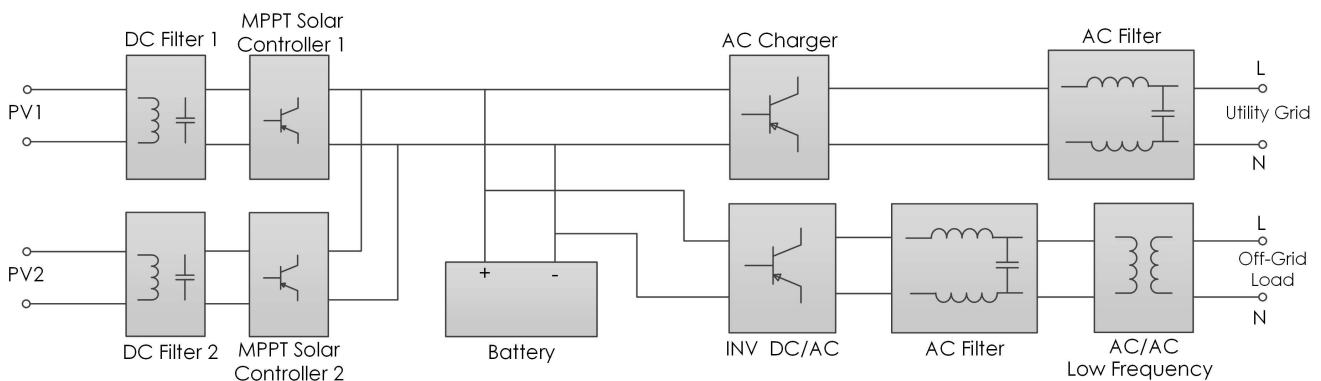 MPPT Solar
Controller 1
DC Filter 1
AC Charger
AC Filter
PV1
L
Utility Grid
N
PV2
+
-
L
Off-Grid
Load
N
DC Filter 2
MPPT Solar
Controller 2
Battery
INV DC/AC
AC Filter
AC/AC
Low Frequency